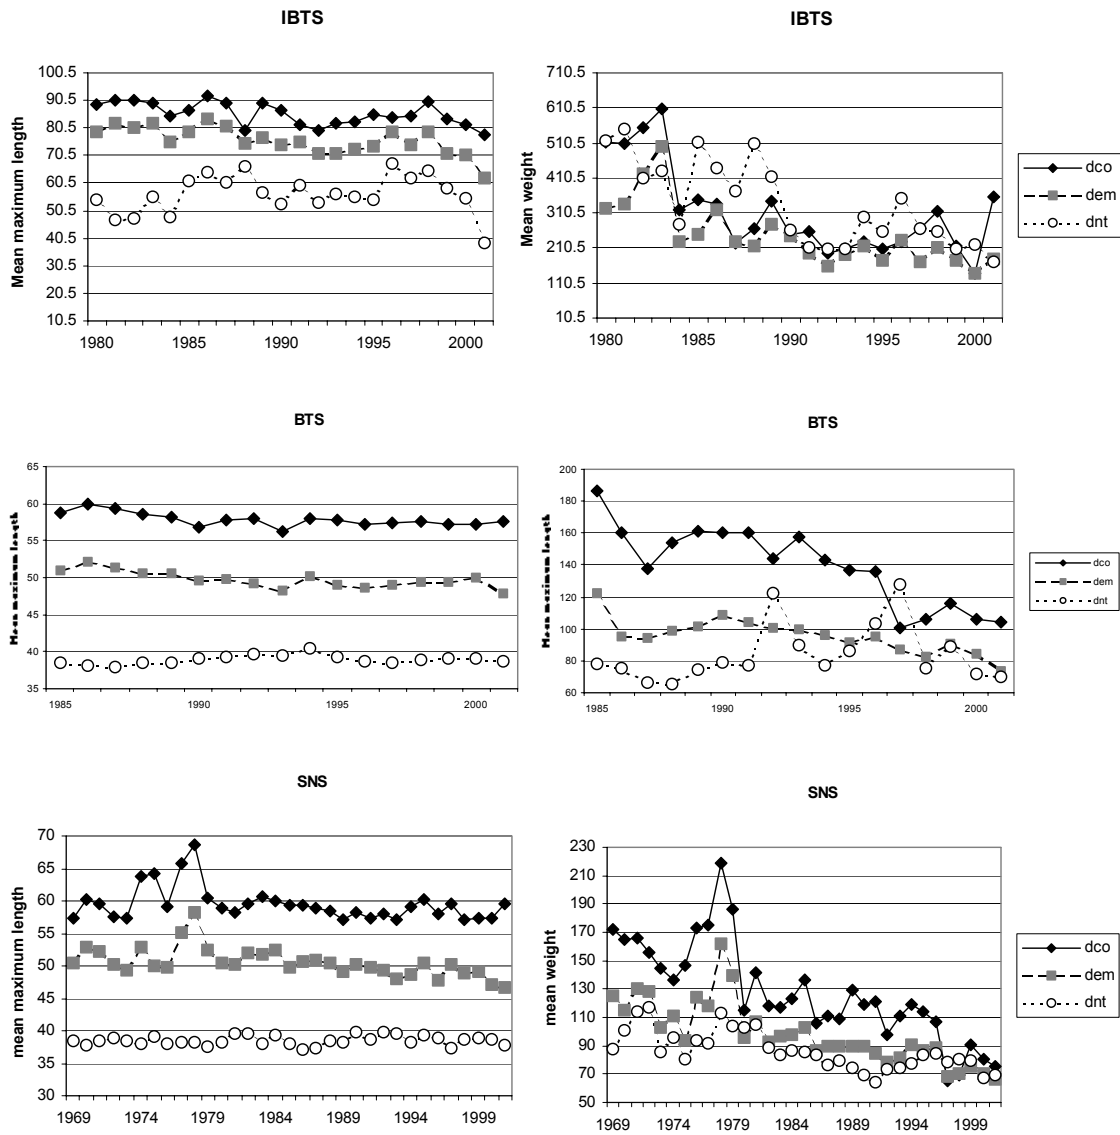 IBTS
Mean maximum length
100.5
90.5
80.5
70.5
60.5
50.5
40.5
30.5
20.5
10.5
1980 1985 1990 1995 2000
IBTS
Mean weight
710.5
610.5
510.5
410.5
310.5
210.5
110.5
10.5
1980 1985 1990 1995 2000
dco
dem
dnt
BTS
Mean maximum length
65
60
55
50
45
40
35
1985 1990 1995 2000
BTS
Mean maximum length
200
180
160
140
120
100
80
60
1985 1990 1995 2000
dco
dem
dnt
SNS
mean maximum length
70
65
60
55
50
45
40
35
30
1969 1974 1979 1984 1989 1994 1999
SNS
mean weight
230
210
190
170
150
130
110
90
70
50
1969 1974 1979 1984 1989 1994 1999
dco
dem
dnt